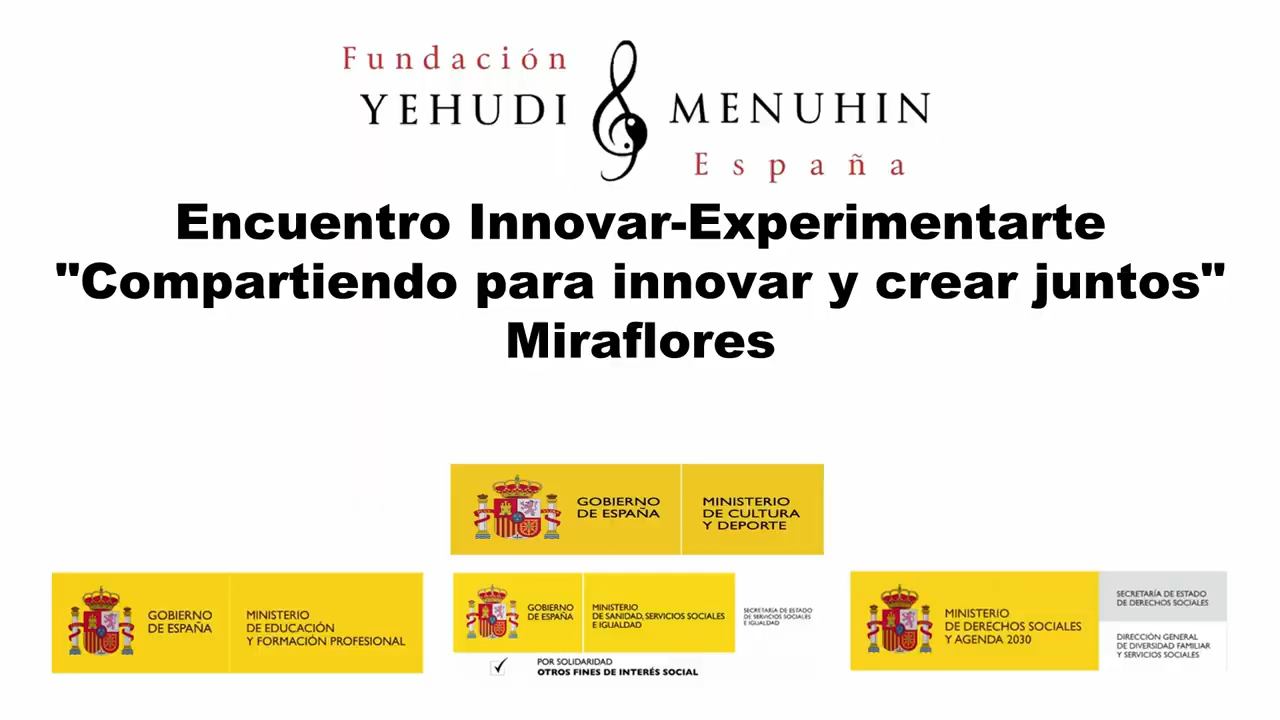 Fundación
YEHUDI MENUHIN
España
Encuentro Innovar-Experimentarte
"Compartiendo para innovar y crear juntos"
Miraflores
GOBIERNO
DE ESPAÑA
MINISTERIO
DE CULTURA
Y DEPORTE
GOBIERNO
DE ESPAÑA
MINISTERIO
DE EDUCACIÓN
Y FORMACIÓN PROFESIONAL
GOBIERNO
DE ESPAÑA
MINISTERIO
DE SANIDAD, SERVICIOS SOCIALES
E IGUALDAD
SECRETARÍA DE ESTADO
DE SERVICIOS SOCIALES
E IGUALDAD
POR SOLIDARIDAD
OTROS FINES DE INTERÉS SOCIAL
MINISTERIO
DE DERECHOS SOCIALES
Y AGENDA 2030
SECRETARÍA DE ESTADO
DE DERECHOS SOCIALES
DIRECCIÓN GENERAL
DE DIVERSIDAD FAMILIAR
Y SERVICIOS SOCIALES